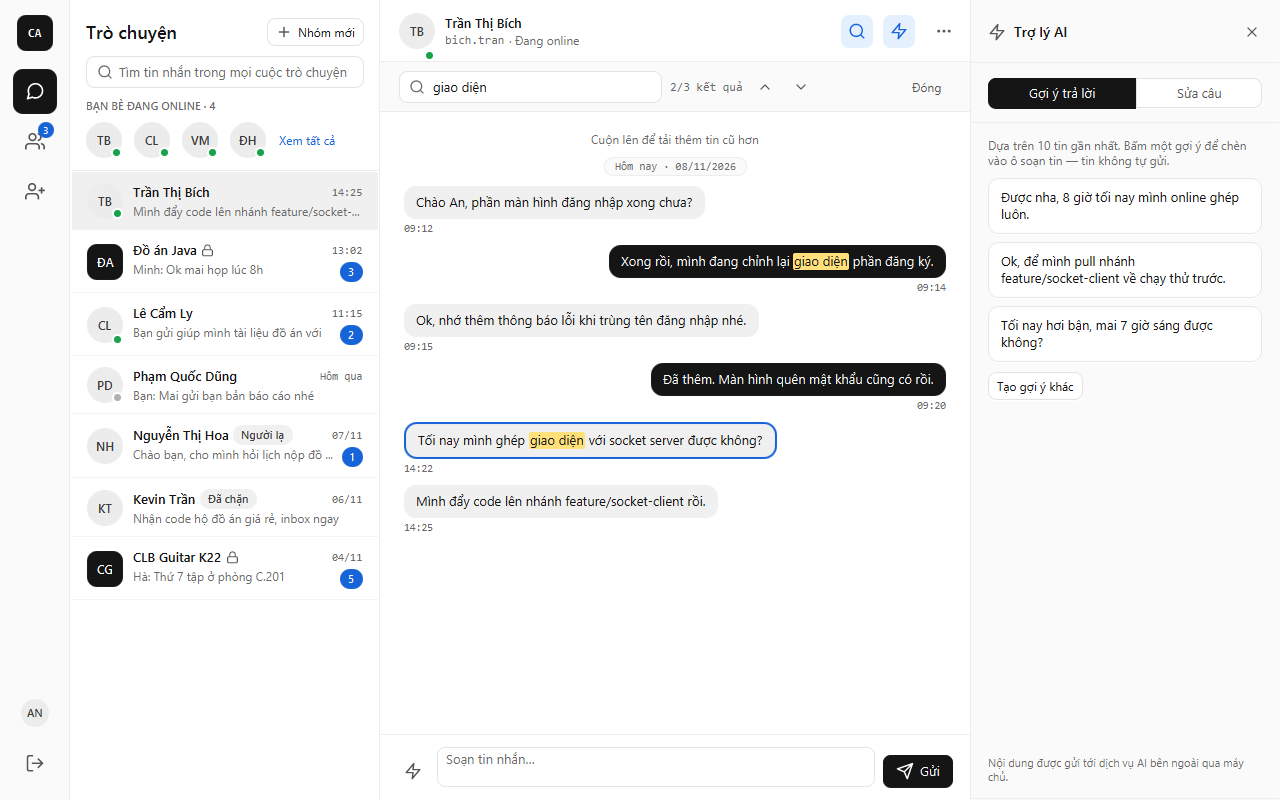 CA
3
AN
Trò chuyện
Nhóm mới
Tìm tin nhắn trong mọi cuộc trò chuyện
BẠN BÈ ĐANG ONLINE · 4
TB
CL
VM
ĐH
Xem tất cả
TB
Trần Thị Bích
14:25
Mình đẩy code lên nhánh feature/socket-...
ĐA
Đồ án Java
13:02
Minh: Ok mai họp lúc 8h
3
CL
Lê Cẩm Ly
11:15
Bạn gửi giúp mình tài liệu đồ án với
2
PD
Phạm Quốc Dũng
Hôm qua
Bạn: Mai gửi bạn bản báo cáo nhé
NH
Nguyễn Thị Hoa
Người lạ
07/11
Chào bạn, cho mình hỏi lịch nộp đồ ...
1
KT
Kevin Trần
Đã chặn
06/11
Nhận code hộ đồ án giá rẻ, inbox ngay
CG
CLB Guitar K22
04/11
Hà: Thứ 7 tập ở phòng C.201
5
TB
Trần Thị Bích
bich.tran · Đang online
giao diện
2/3 kết quả
Đóng
Cuộn lên để tải thêm tin cũ hơn
Hôm nay · 08/11/2026
Chào An, phần màn hình đăng nhập xong chưa?
09:12
Xong rồi, mình đang chỉnh lại giao diện phần đăng ký.
09:14
Ok, nhớ thêm thông báo lỗi khi trùng tên đăng nhập nhé.
09:15
Đã thêm. Màn hình quên mật khẩu cũng có rồi.
09:20
Tối nay mình ghép giao diện với socket server được không?
14:22
Mình đẩy code lên nhánh feature/socket-client rồi.
14:25
Soạn tin nhắn...
Gửi
Trợ lý AI
Gợi ý trả lời
Sửa câu
Dựa trên 10 tin gần nhất. Bấm một gợi ý để chèn
vào ô soạn tin — tin không tự gửi.
Được nha, 8 giờ tối nay mình online ghép
luôn.
Ok, để mình pull nhánh
feature/socket-client về chạy thử trước.
Tối nay hơi bận, mai 7 giờ sáng được
không?
Tạo gợi ý khác
Nội dung được gửi tới dịch vụ AI bên ngoài qua máy
chủ.